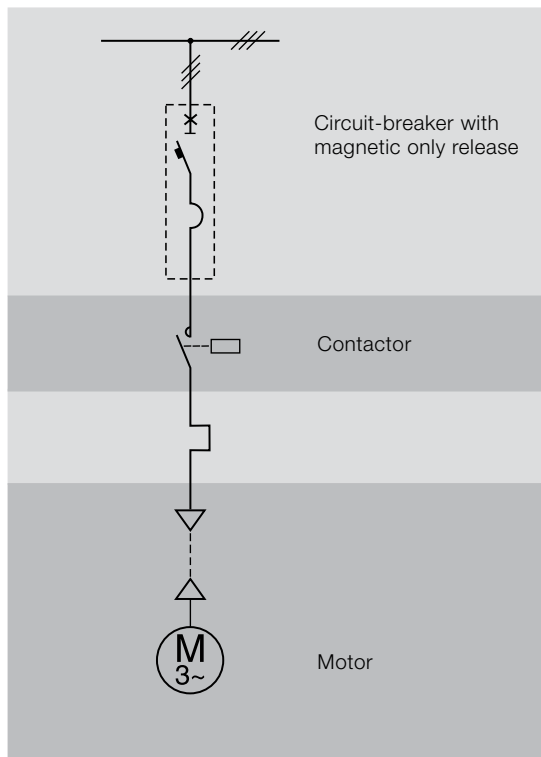 Circuit-breaker with
magnetic only release
Contactor
M
3~
Motor